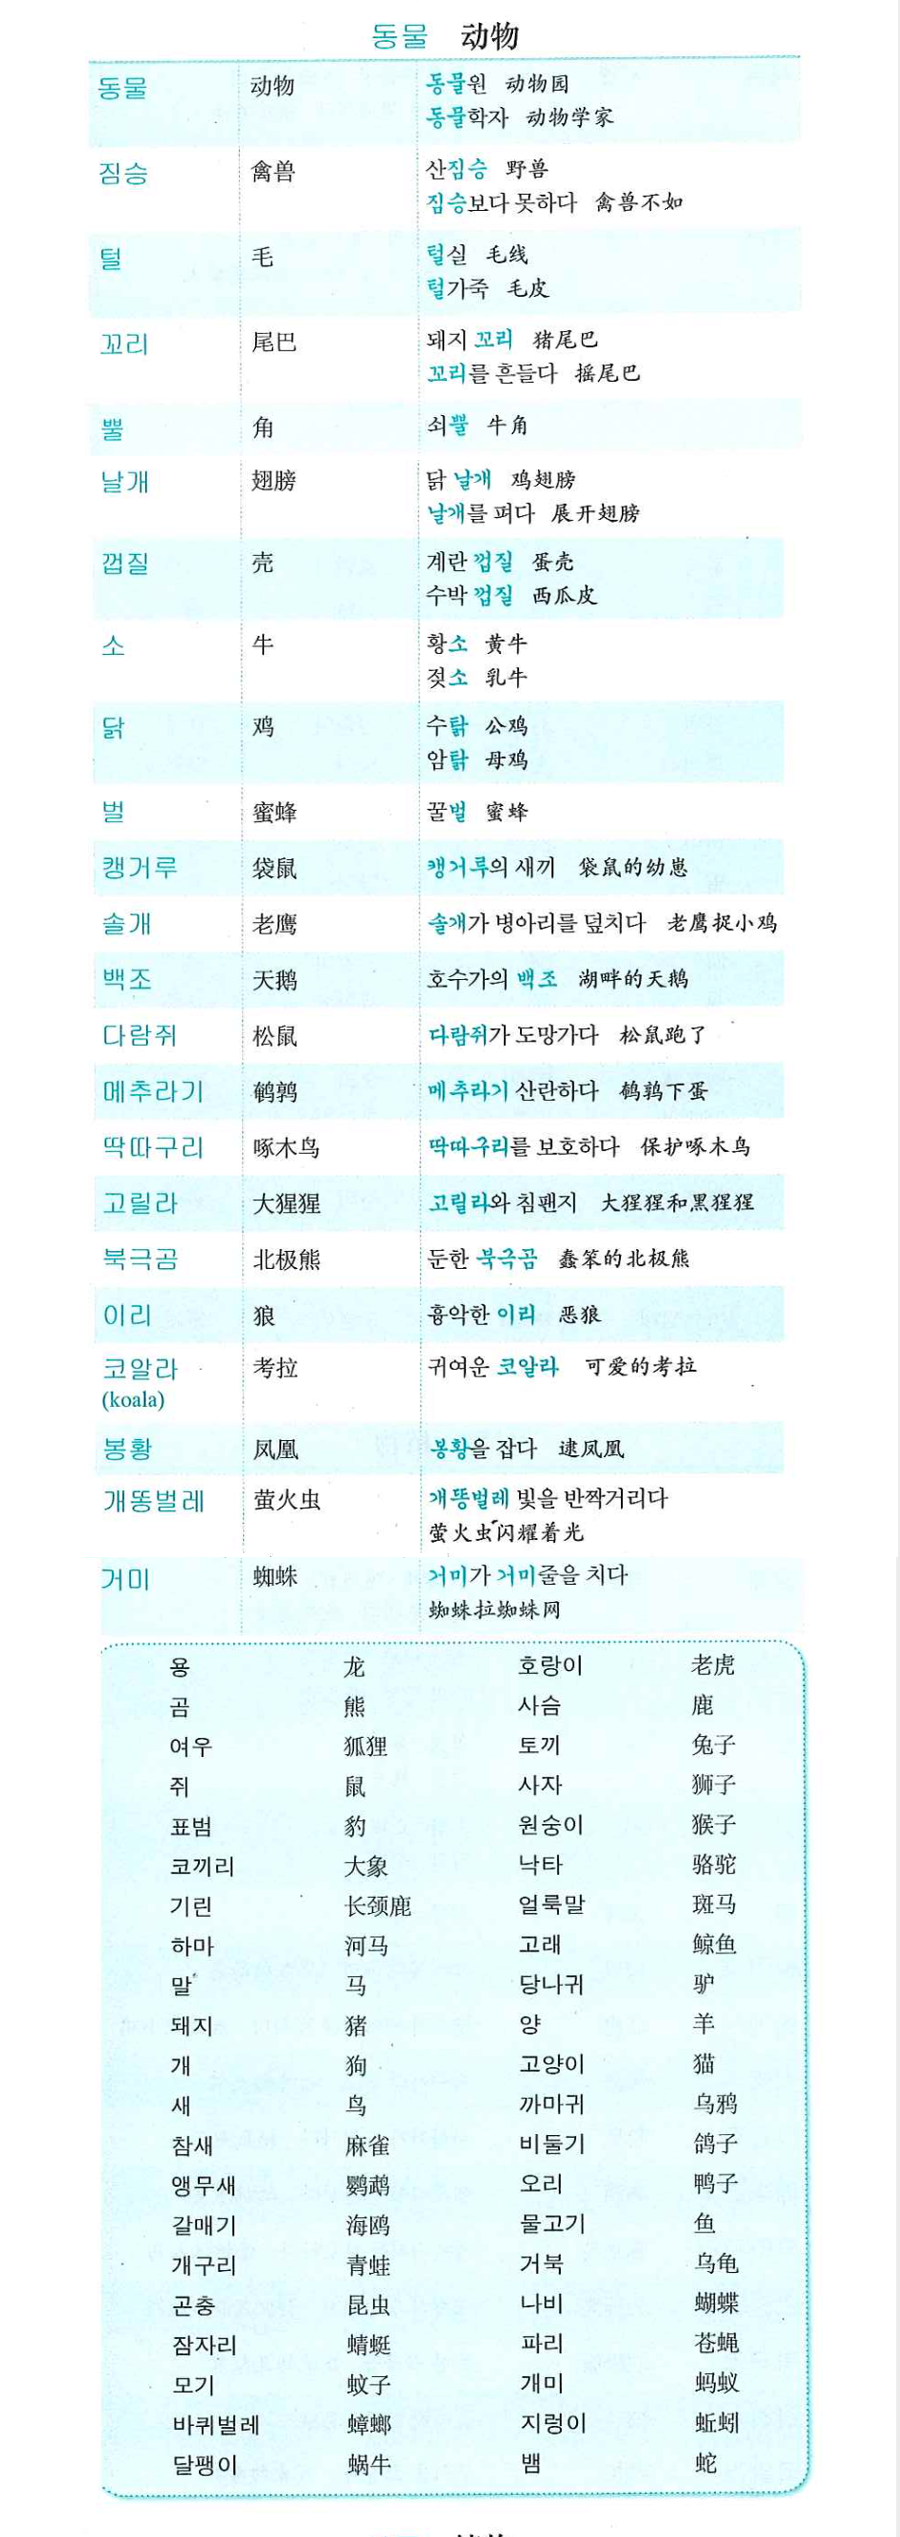 동물 动物
동물 动物 동물원 动物园
동물학자 动物学家
짐승 禽兽 산짐승 野兽
짐승보다 못하다 禽兽不如
털 毛 털실 毛线
털가죽 毛皮
꼬리 尾巴 돼지 꼬리 猪尾巴
꼬리를 흔들다 摇尾巴
뿔 角 쇠뿔 牛角
날개 翅膀 닭 날개 鸡翅膀
날개를 펴다 展开翅膀
껍질 壳 계란 껍질 蛋壳
수박 껍질 西瓜皮
소 牛 황소 黄牛
젖소 乳牛
닭 鸡 수탉 公鸡
암탉 母鸡
벌 蜜蜂 꿀벌 蜜蜂
캥거루 袋鼠 캥거루의 새끼 袋鼠的幼崽
솔개 老鹰 솔개가 병아리를 덮치다 老鹰捉小鸡
백조 天鹅 호수가의 백조 湖畔的天鹅
다람쥐 松鼠 다람쥐가 도망가다 松鼠跑了
메추라기 鹌鹑 메추라기 산란하다 鹌鹑下蛋
딱따구리 啄木鸟 딱따구리를 보호하다 保护啄木鸟
고릴라 大猩猩 고릴라와 침팬지 大猩猩和黑猩猩
북극곰 北极熊 둔한 북극곰 蠢笨的北极熊
이리 狼 흉악한 이리 恶狼
코알라 考拉 귀여운 코알라 可爱的考拉
(koala)
봉황 凤凰 봉황을 잡다 逮凤凰
개똥벌레 萤火虫 개똥벌레 빛을 반짝거리다
萤火虫闪耀着光
거미 蜘蛛 거미가 거미줄을 치다
蜘蛛拉蜘蛛网
용 龙 호랑이 老虎
곰 熊 사슴 鹿
여우 狐狸 토끼 兔子
쥐 鼠 사자 狮子
표범 豹 원숭이 猴子
코끼리 大象 낙타 骆驼
기린 长颈鹿 얼룩말 斑马
하마 河马 고래 鲸鱼
말 马 당나귀 驴
돼지 猪 양 羊
개 狗 고양이 猫
새 鸟 까마귀 乌鸦
참새 麻雀 비둘기 鸽子
앵무새 鹦鹉 오리 鸭子
갈매기 海鸥 물고기 鱼
개구리 青蛙 거북 乌龟
곤충 昆虫 나비 蝴蝶
잠자리 蜻蜓 파리 苍蝇
모기 蚊子 개미 蚂蚁
바퀴벌레 蟑螂 지렁이 蚯蚓
달팽이 蜗牛 뱀 蛇